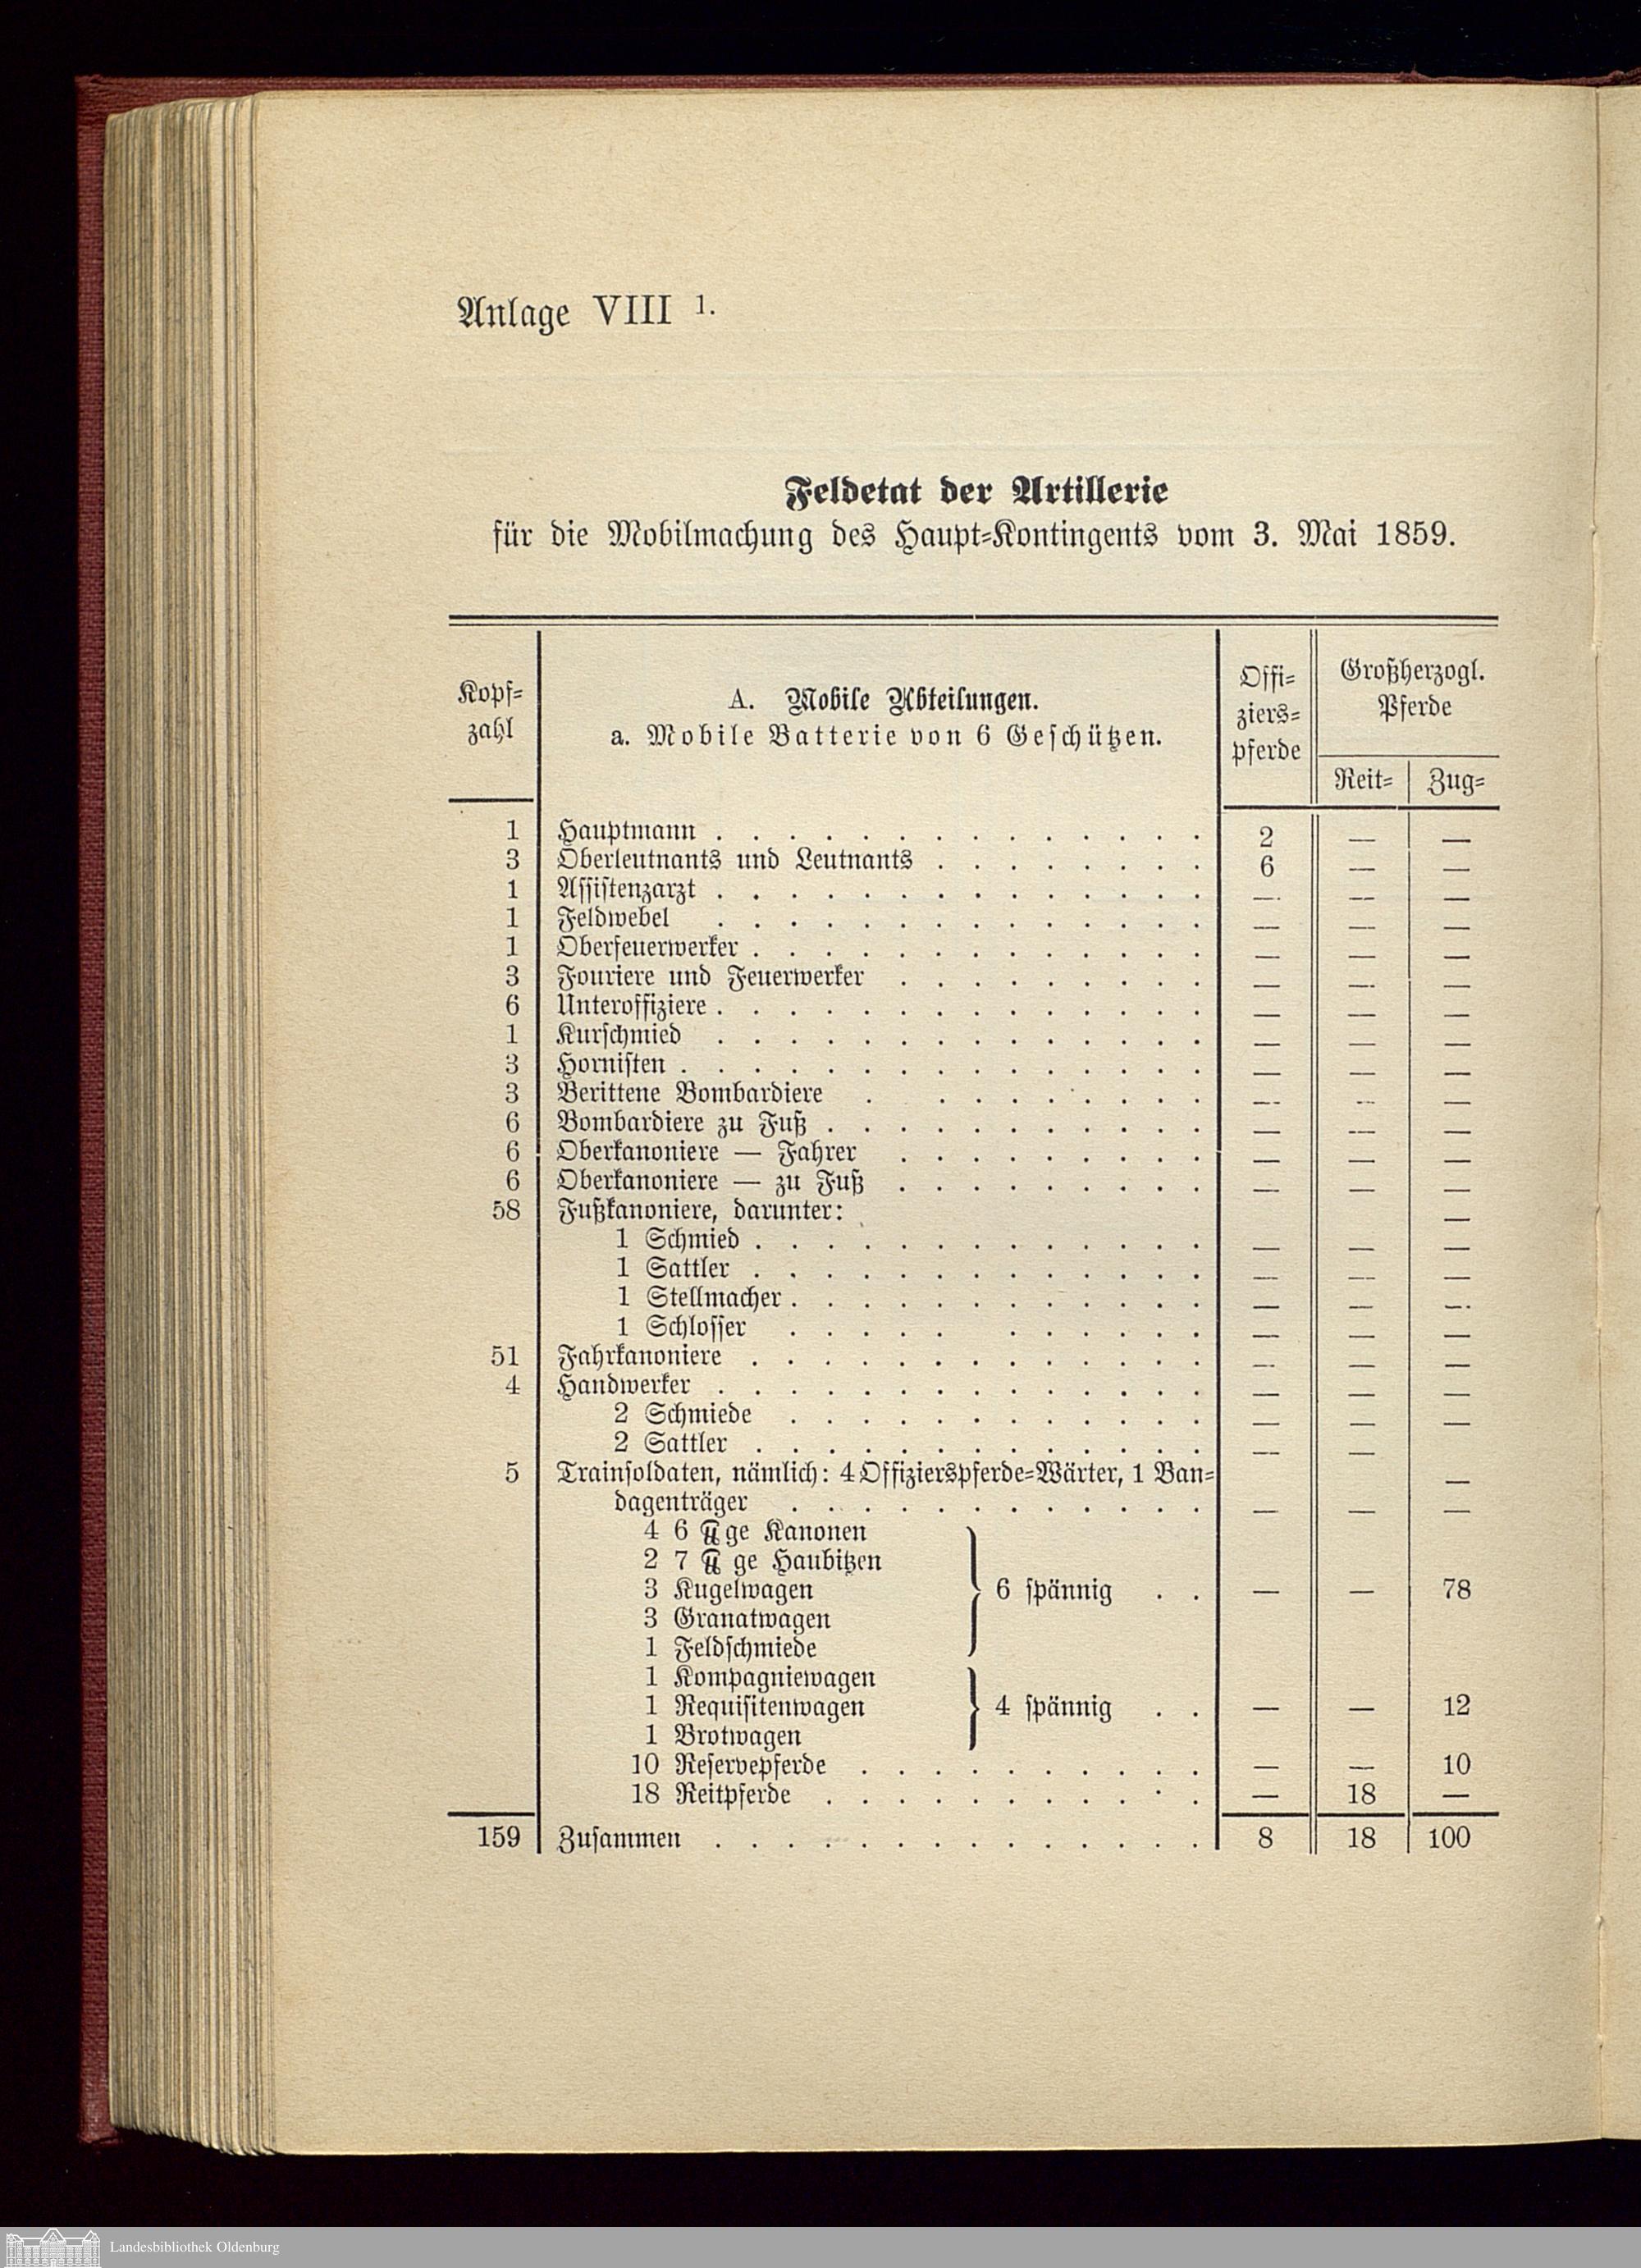 Anlage VIII 1.
Feldetat der Artillerie
für die Mobilmachung des Haupt-Kontingents vom 3. Mai 1859.
Kopf-
zahl
A. Mobile Abteilungen.
a. Mobile Batterie von 6 Geschützen.
Offi-
ziers-
pferde
Großherzogl.
Pferde
Reit- Zug-
1 Hauptmann . . . . . . . . . . . . . . 2 — —
3 Oberleutnants und Leutnants . . . . . . . . 6 — —
1 Assistenzarzt . . . . . . . . . . . . . . — — —
1 Feldwebel . . . . . . . . . . . . . . — — —
1 Oberfeuerwerker . . . . . . . . . . . . . — — —
3 Fouriere und Feuerwerker . . . . . . . . . — — —
6 Unteroffiziere . . . . . . . . . . . . . . — — —
1 Kurschmied . . . . . . . . . . . . . . — — —
3 Hornisten . . . . . . . . . . . . . . . — — —
3 Berittene Bombardiere . . . . . . . . . — — —
6 Bombardiere zu Fuß . . . . . . . . . . . — — —
6 Oberkanoniere — Fahrer . . . . . . . . . — — —
6 Oberkanoniere — zu Fuß . . . . . . . . . — — —
58 Fußkanoniere, darunter: —
1 Schmied . . . . . . . . . . . . . — — —
1 Sattler . . . . . . . . . . . . . — — —
1 Stellmacher . . . . . . . . . . . . — — —
1 Schlosser . . . . . . . . . . . — — —
51 Fahrkanoniere . . . . . . . . . . . . . — — —
4 Handwerker . . . . . . . . . . . . . . — — —
2 Schmiede . . . . . . . . . . . . — — —
2 Sattler . . . . . . . . . . . . . — —
5 Trainsoldaten, nämlich: 4 Offizierspferde-Wärter, 1 Ban- —
dagenträger . . . . . . . . . . . . — — —
4 6 ℔ge Kanonen
2 7 ℔ ge Haubitzen
3 Kugelwagen } 6 spännig . . — — 78
3 Granatwagen
1 Feldschmiede
1 Kompagniewagen
1 Requisitenwagen } 4 spännig . . — — 12
1 Brotwagen
10 Reservepferde . . . . . . . . . . — — 10
18 Reitpferde . . . . . . . . . . . — 18 —
159 Zusammen . . . . . . . . . . . . . . 8 18 100
Landesbibliothek Oldenburg